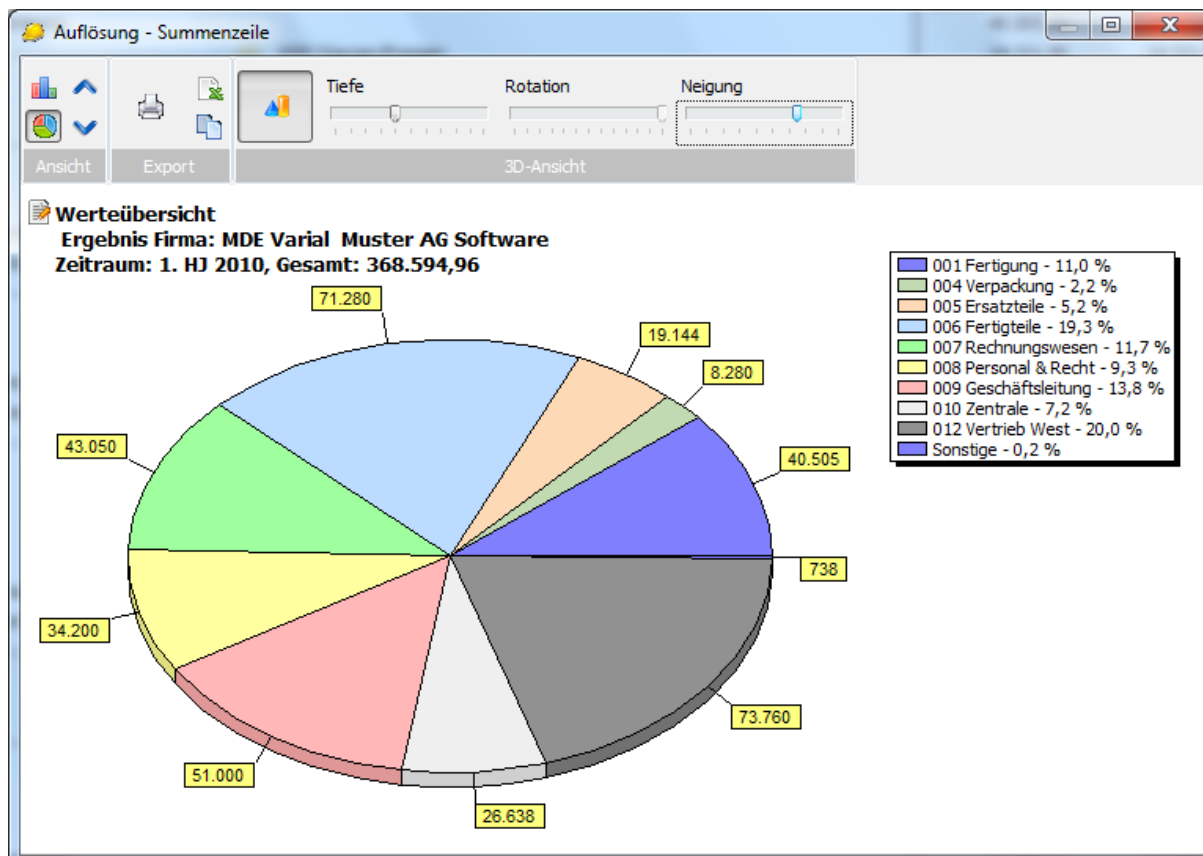 Auflösung - Summenzeile
Tiefe
Rotation
Neigung
Ansicht
Export
3D-Ansicht
Werteübersicht
Ergebnis Firma: MDE Varial Muster AG Software
Zeitraum: 1. HJ 2010, Gesamt: 368.594,96
71.280
19.144
8.280
43.050
40.505
738
34.200
73.760
51.000
26.638
001 Fertigung - 11,0 %
004 Verpackung - 2,2 %
005 Ersatzteile - 5,2 %
006 Fertigteile - 19,3 %
007 Rechnungswesen - 11,7 %
008 Personal & Recht - 9,3 %
009 Geschäftsleitung - 13,8 %
010 Zentrale - 7,2 %
012 Vertrieb West - 20,0 %
Sonstige - 0,2 %